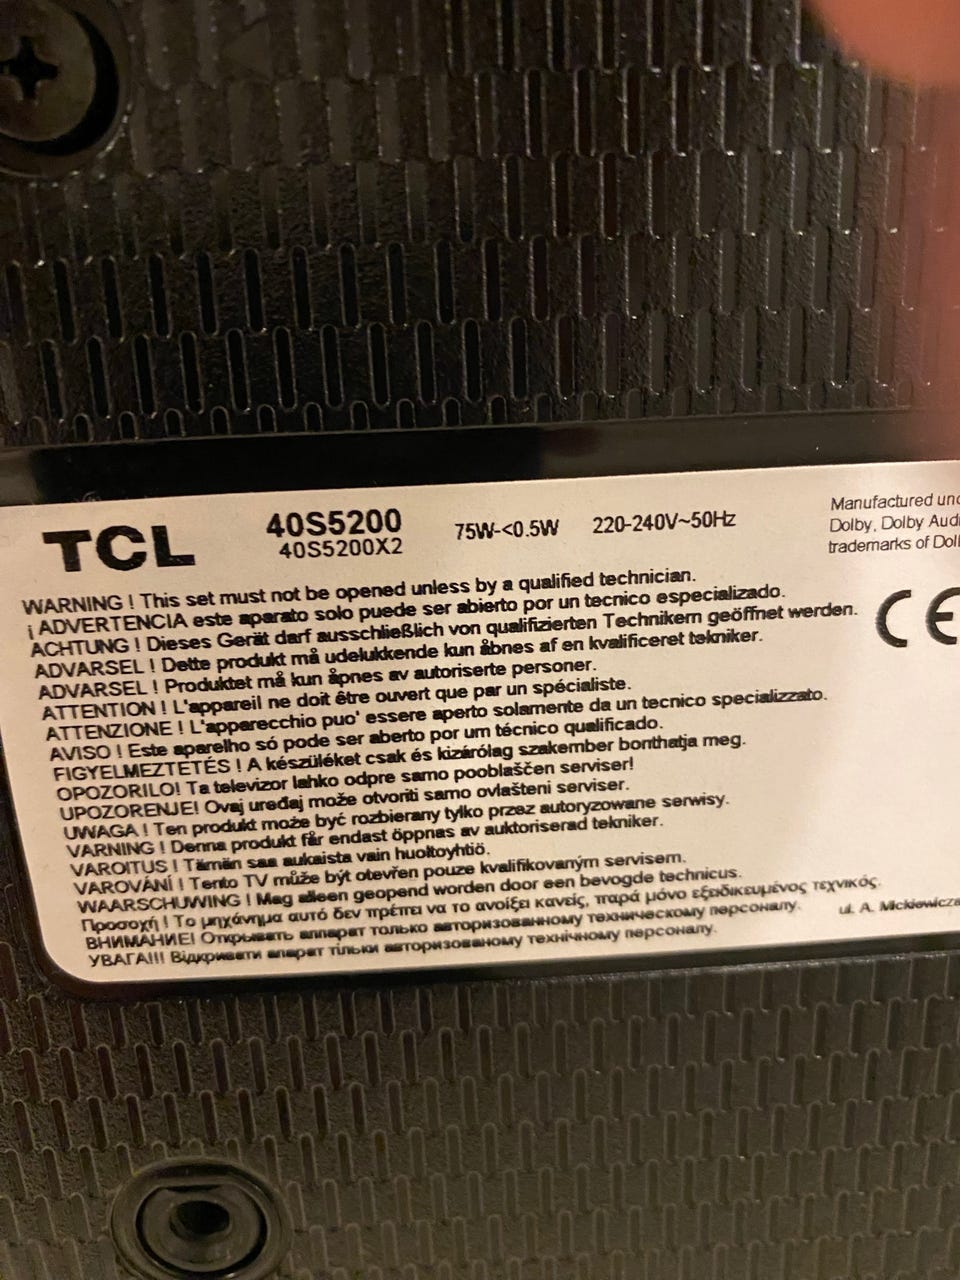 TCL
40S5200
40S5200X2
75W-<0.5W
220-240V~50Hz
Manufactured und
Dolby, Dolby Audi
trademarks of Dol
WARNING ! This set must not be opened unless by a qualified technician.
¡ ADVERTENCIA este aparato solo puede ser abierto por un tecnico especializado.
ACHTUNG ! Dieses Gerät darf ausschließlich von qualifizierten Technikern geöffnet werden.
ADVARSEL ! Dette produkt må udelukkende kun åbnes af en kvalificeret tekniker.
ADVARSEL ! Produktet må kun åpnes av autoriserte personer.
ATTENTION ! L'appareil ne doit être ouvert que par un spécialiste.
ATTENZIONE ! L'apparecchio puo' essere aperto solamente da un tecnico specializzato.
AVISO ! Este aparelho só pode ser aberto por um técnico qualificado.
FIGYELMEZTETÉS ! A készüléket csak és kizárólag szakember bonthatja meg.
OPOZORILO! Ta televizor lahko odpre samo pooblaščen serviser!
UPOZORENJE! Ovaj uređaj može otvoriti samo ovlašteni serviser.
UWAGA ! Ten produkt może być rozbierany tylko przez autoryzowane serwisy.
VARNING ! Denna produkt får endast öppnas av auktoriserad tekniker.
VAROITUS ! Tämän saa aukaista vain huoltoyhtiö.
VAROVÁNÍ ! Tento TV může být otevřen pouze kvalifikovaným servisem.
WAARSCHUWING ! Mag alleen geopend worden door een bevogde technicus.
Προσοχή ! Το μηχάνημα αυτό δεν πρέπει να το ανοίξει κανείς, παρά μόνο εξειδικευμένος τεχνικός.
ВНИМАНИЕ! Открывать аппарат только авторизованному техническому персоналу.
УВАГА!!! Відкривати апарат тільки авторизованому технічному персоналу.
CE
ul. A. Mickiewicza